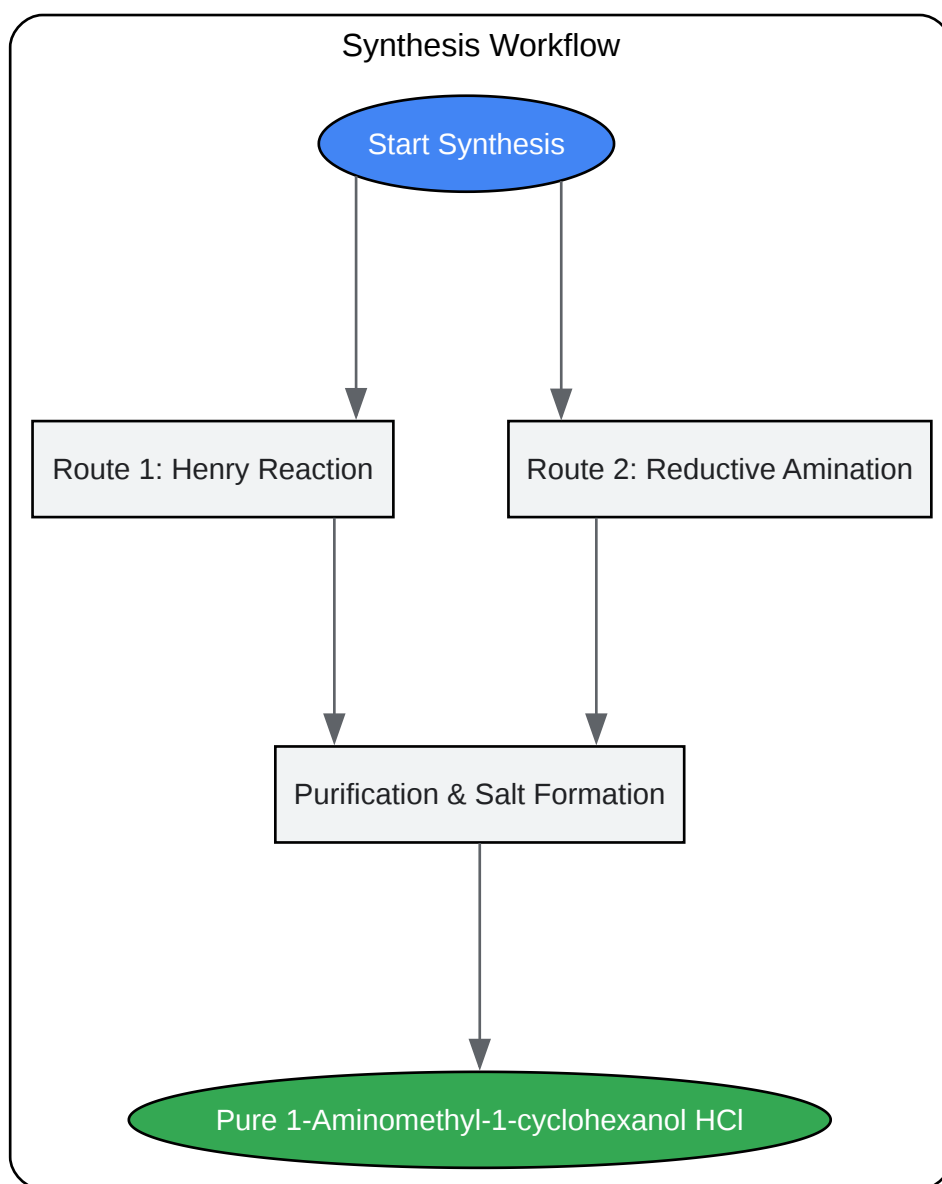 Synthesis Workflow
Start Synthesis
Route 1: Henry Reaction
Route 2: Reductive Amination
Purification & Salt Formation
Pure 1-Aminomethyl-1-cyclohexanol HCl